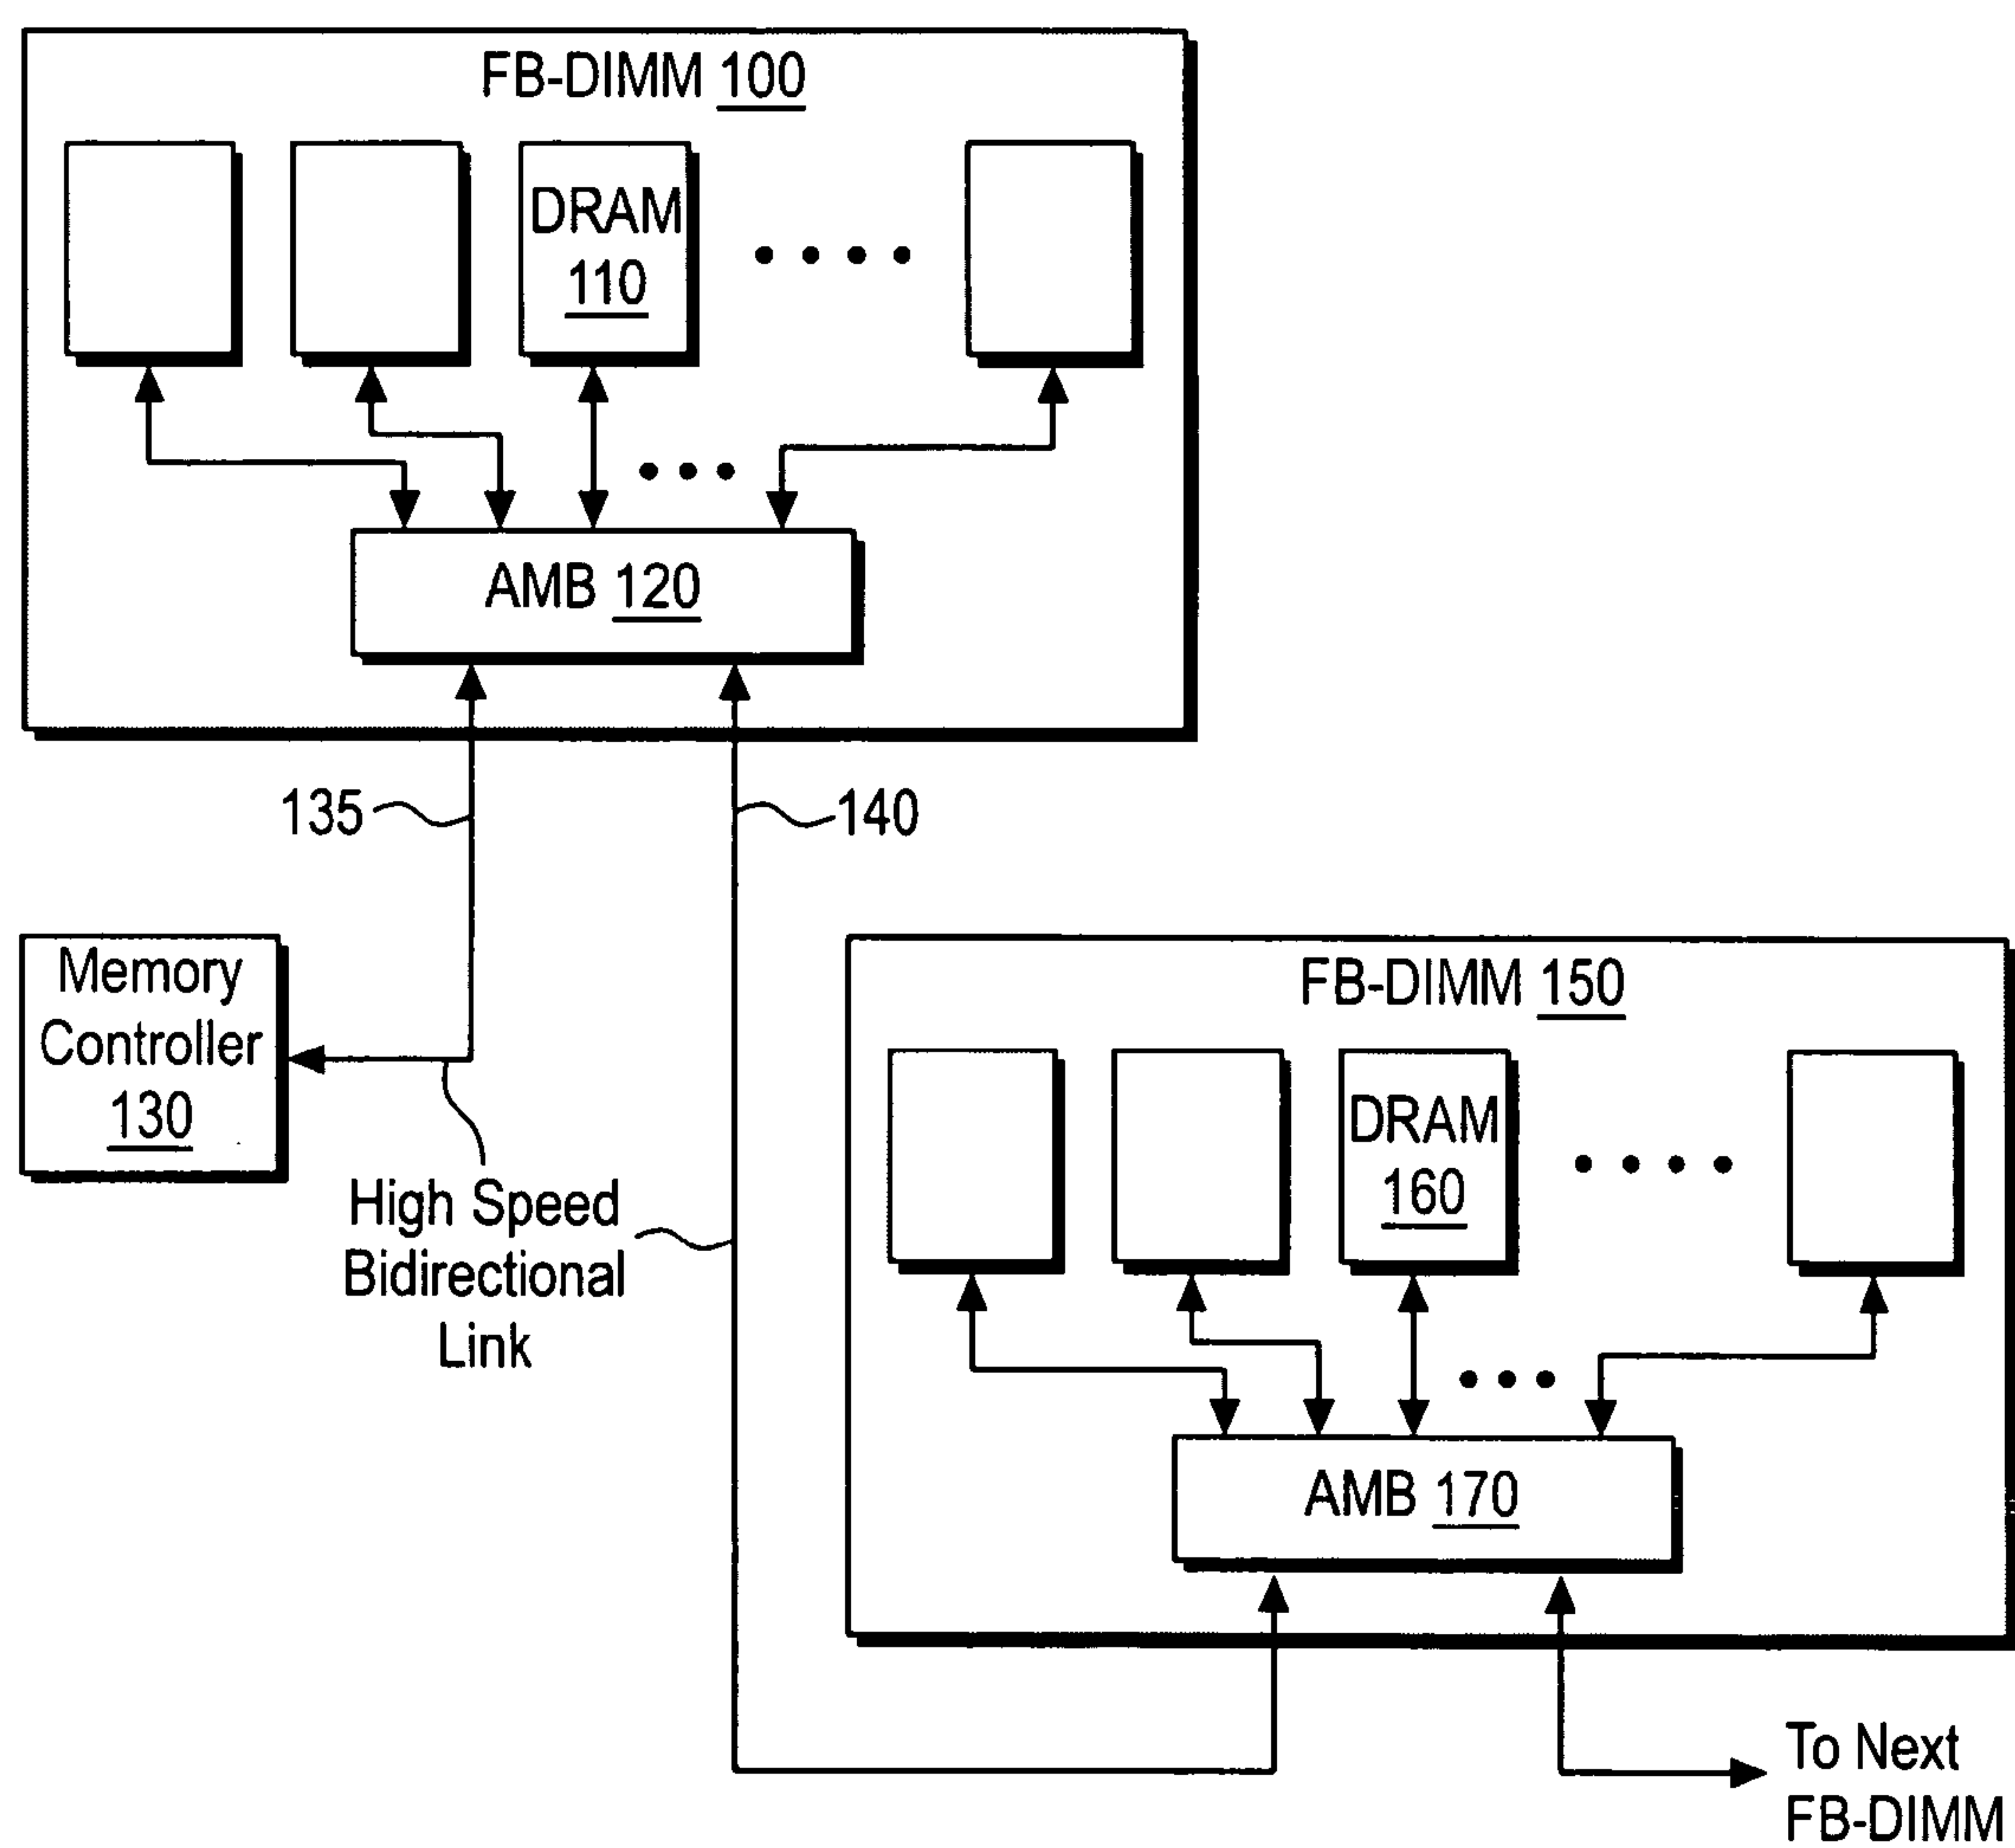 FB-DIMM 100
DRAM
110
AMB 120
135
140
Memory
Controller
130
High Speed
Bidirectional
Link
FB-DIMM 150
DRAM
160
AMB 170
To Next
FB-DIMM